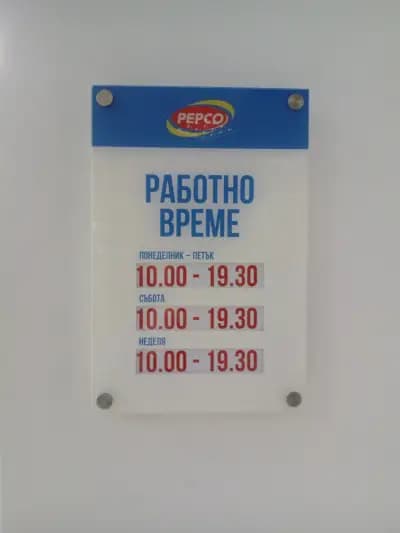 PEPCO
РАБОТНО
ВРЕМЕ
ПОНЕДЕЛНИК - ПЕТЪК
10.00 - 19.30
СЪБОТА
10.00 - 19.30
НЕДЕЛЯ
10.00 - 19.30